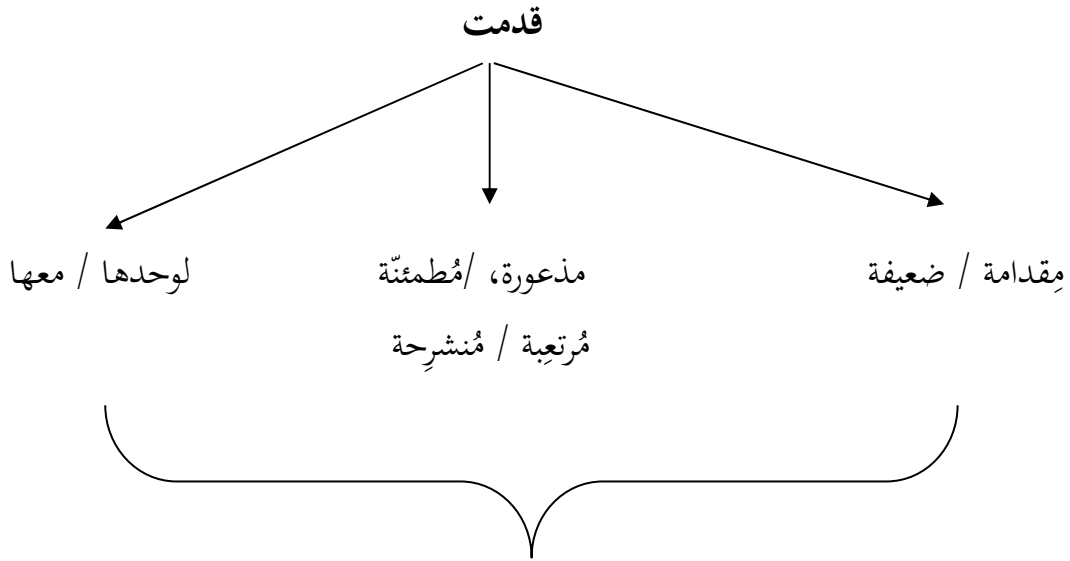 قدمت
مِقدامة / ضعيفة
مذعورة، /مُطمئنّة
مُرتعِبة / مُنشرِحة
لوحدها / معها